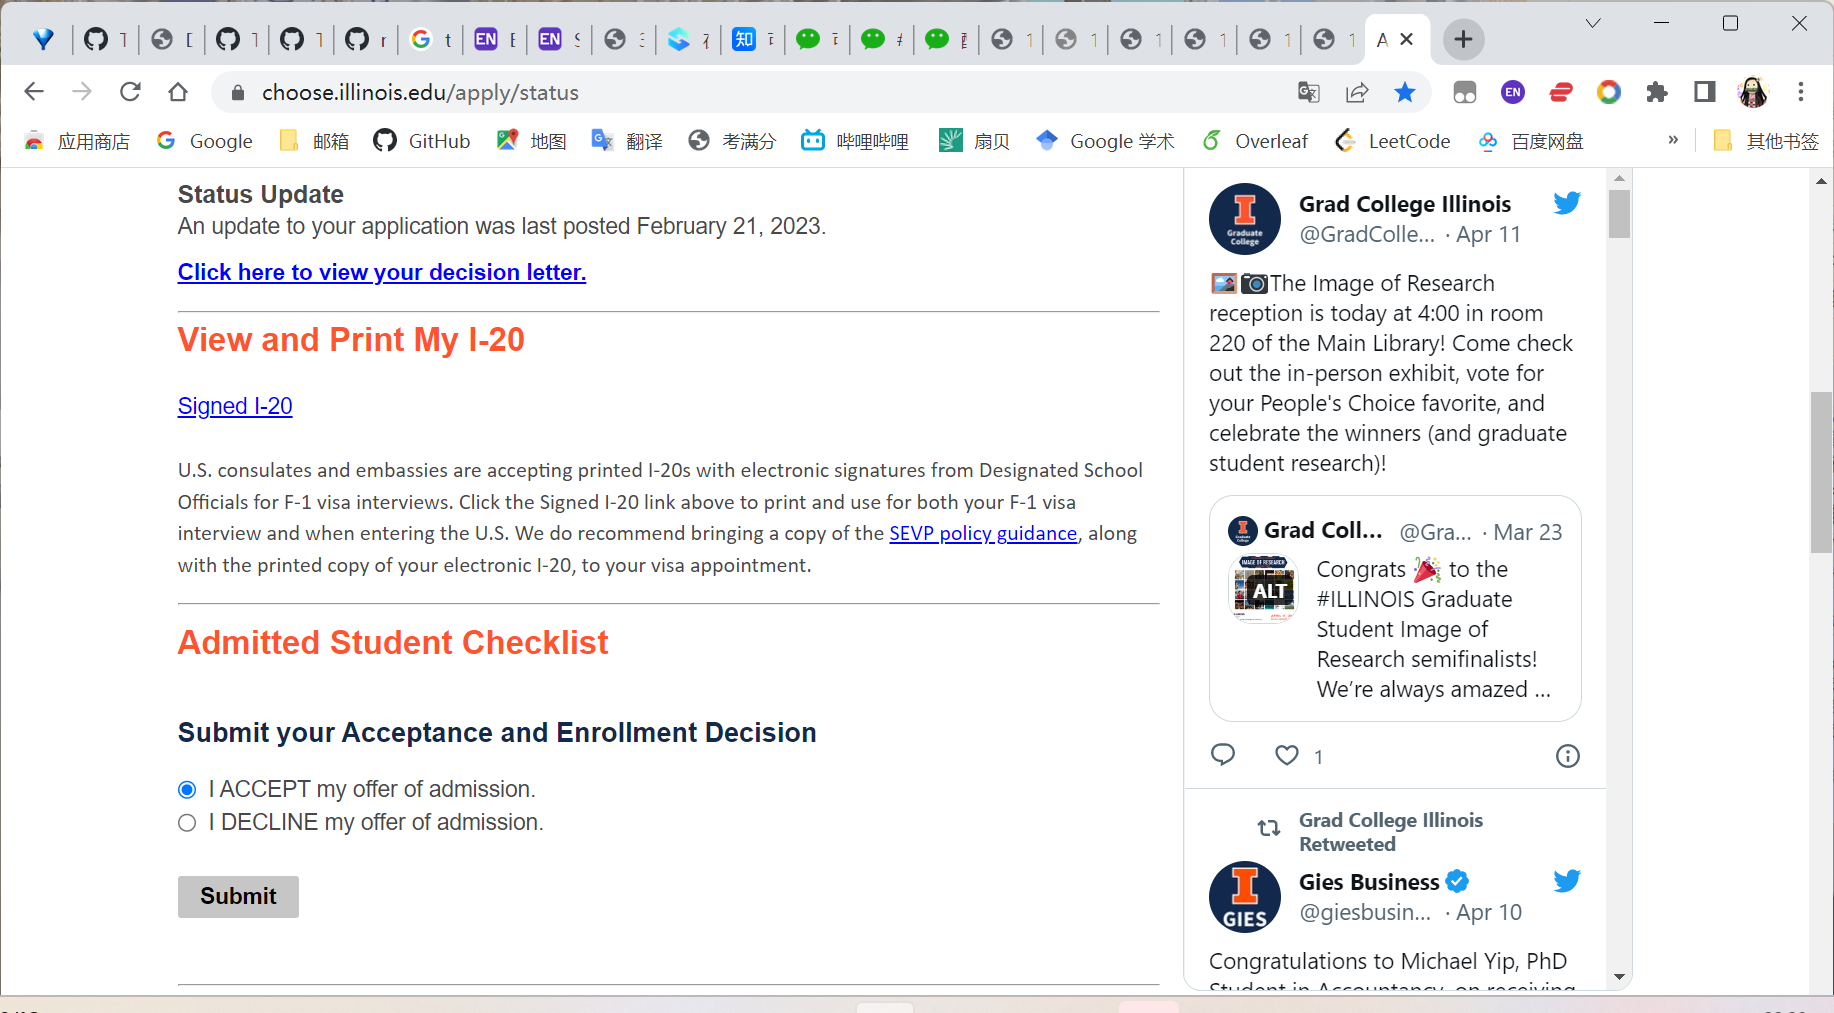 choose.illinois.edu/apply/status
应用商店 Google 邮箱 GitHub 地图 翻译 考满分 哔哩哔哩 扇贝 Google 学术 Overleaf LeetCode 百度网盘 » 其他书签
Status Update
An update to your application was last posted February 21, 2023.
Click here to view your decision letter.
View and Print My I-20
Signed I-20
U.S. consulates and embassies are accepting printed I-20s with electronic signatures from Designated School
Officials for F-1 visa interviews. Click the Signed I-20 link above to print and use for both your F-1 visa
interview and when entering the U.S. We do recommend bringing a copy of the SEVP policy guidance, along
with the printed copy of your electronic I-20, to your visa appointment.
Admitted Student Checklist
Submit your Acceptance and Enrollment Decision
I ACCEPT my offer of admission.
I DECLINE my offer of admission.
Submit
Graduate
College
Grad College Illinois
@GradColle... · Apr 11
The Image of Research
reception is today at 4:00 in room
220 of the Main Library! Come check
out the in-person exhibit, vote for
your People's Choice favorite, and
celebrate the winners (and graduate
student research)!
Grad Coll... @Gra... · Mar 23
IMAGE OF RESEARCH
ALT
Congrats 🎉 to the
#ILLINOIS Graduate
Student Image of
Research semifinalists!
We’re always amazed ...
1
Grad College Illinois
Retweeted
GIES
Gies Business
@giesbusin... · Apr 10
Congratulations to Michael Yip, PhD
Student in Accountancy, on receiving